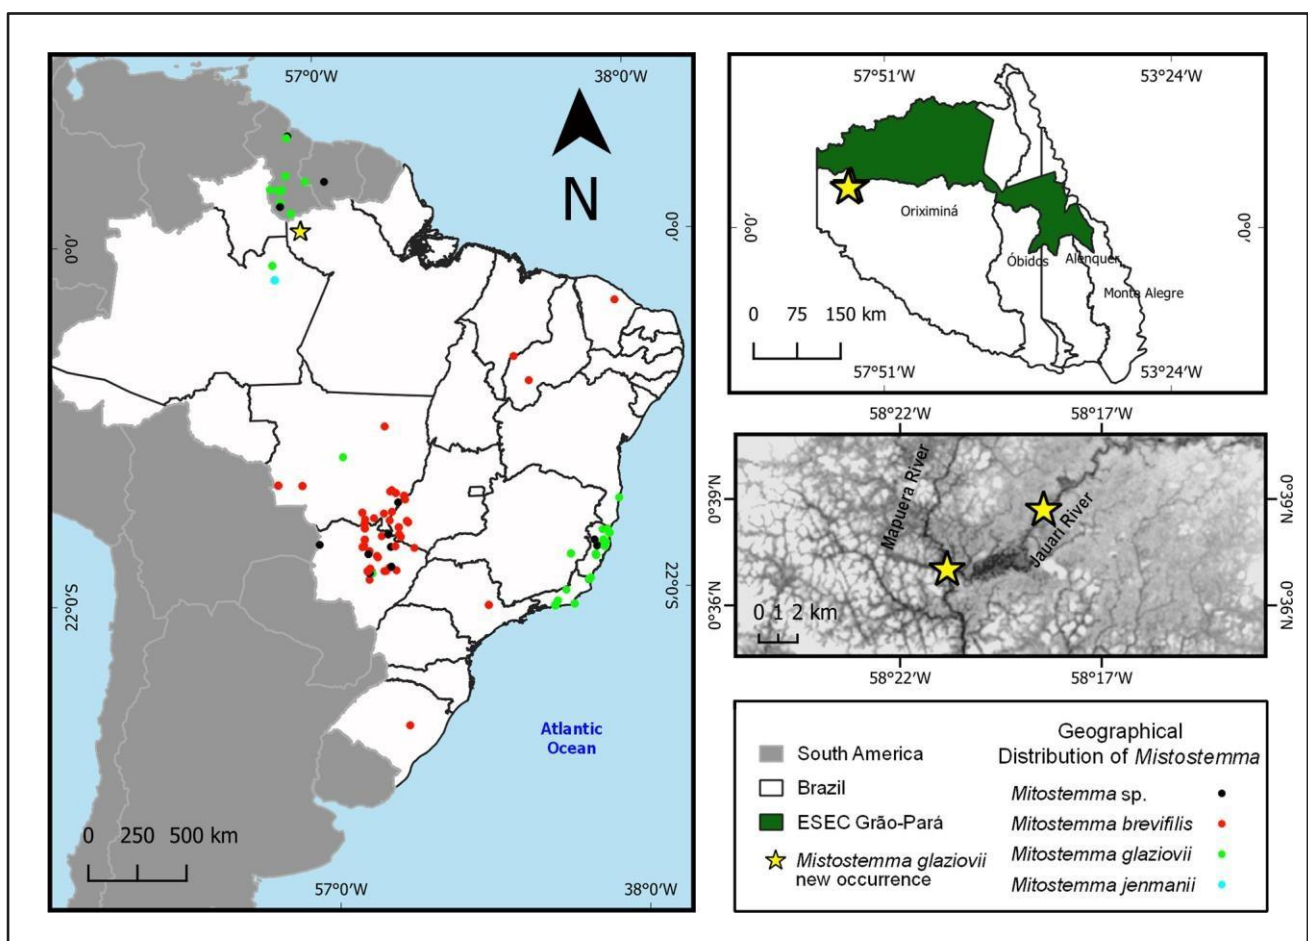 57°0'W
38°0'W
N
0°0'
0°0'
22°0'S
22°0'S
Atlantic
Ocean
0 250 500 km
57°0'W
38°0'W
57°51'W
53°24'W
0°0'
0°0'
Oriximiná
Óbidos
Alenquer
Monte Alegre
0 75 150 km
57°51'W
53°24'W
58°22'W
58°17'W
0°39'N
0°39'N
Mapuera River
Jauari River
0°36'N
0°36'N
0 1 2 km
58°22'W
58°17'W
South America
Brazil
ESEC Grão-Pará
Mistostemma glaziovii
new occurrence
Geographical
Distribution of Mistostemma
Mitostemma sp.
Mitostemma brevifilis
Mitostemma glaziovii
Mitostemma jenmanii